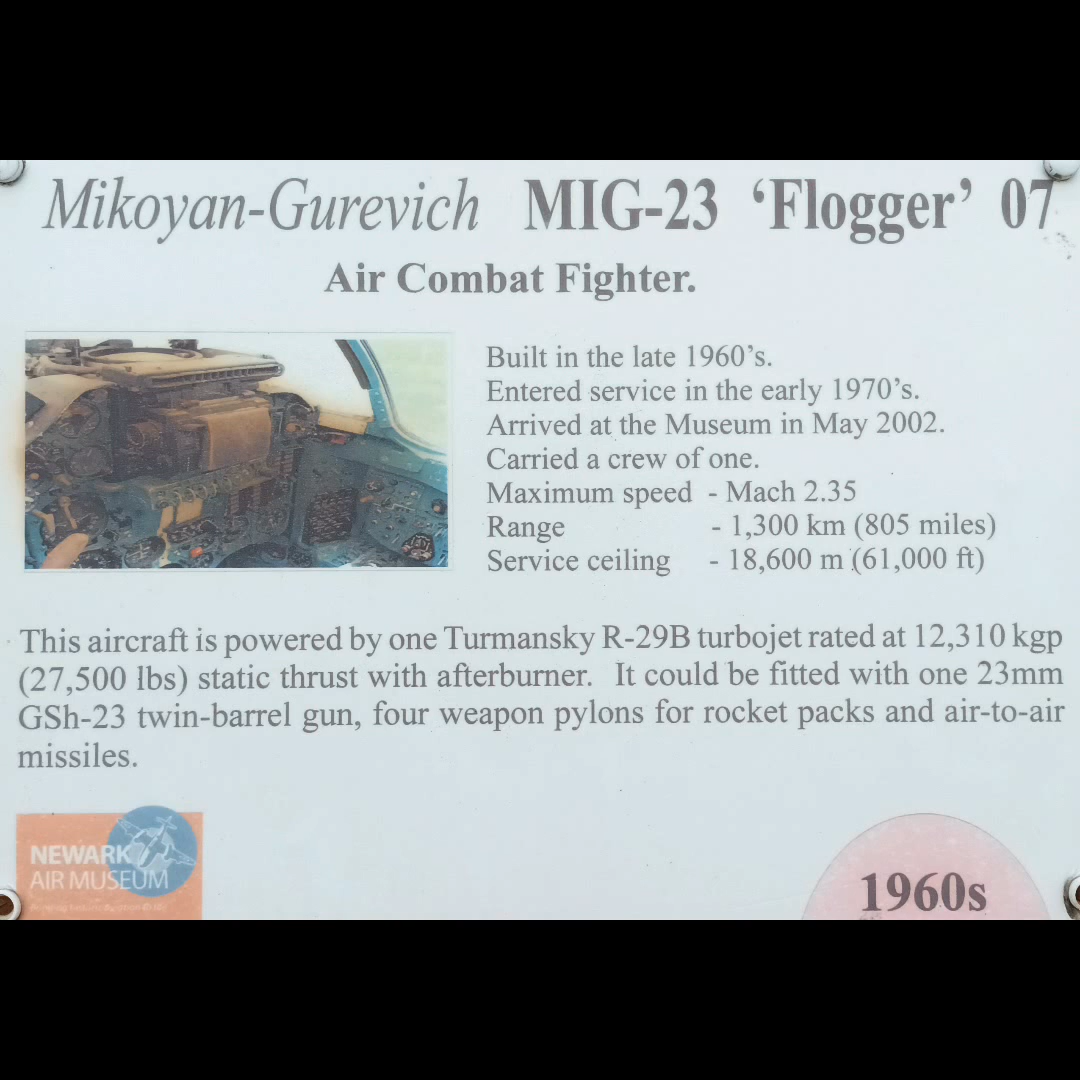 Mikoyan-Gurevich MIG-23 ‘Flogger’ 07
Air Combat Fighter.
Built in the late 1960’s.
Entered service in the early 1970’s.
Arrived at the Museum in May 2002.
Carried a crew of one.
Maximum speed - Mach 2.35
Range - 1,300 km (805 miles)
Service ceiling - 18,600 m (61,000 ft)
This aircraft is powered by one Turmansky R-29B turbojet rated at 12,310 kgp
(27,500 lbs) static thrust with afterburner. It could be fitted with one 23mm
GSh-23 twin-barrel gun, four weapon pylons for rocket packs and air-to-air
missiles.
NEWARK
AIR MUSEUM
1960s